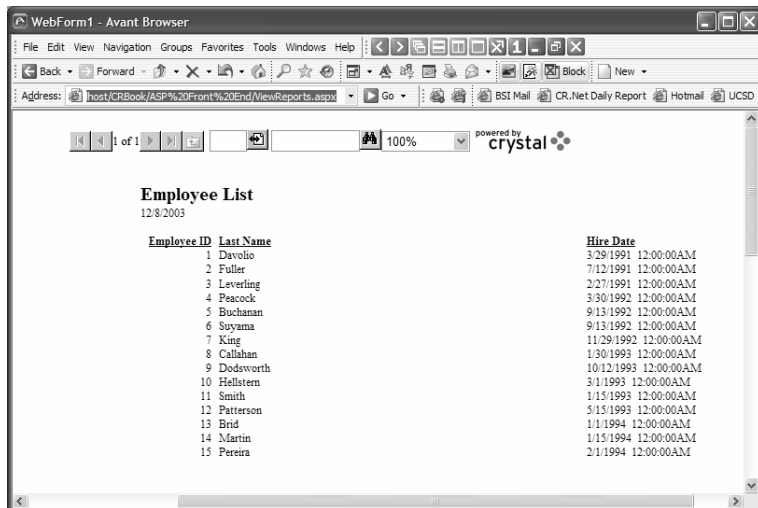 WebForm1 - Avant Browser
File Edit View Navigation Groups Favorites Tools Windows Help
Back Forward Block New
Address: host/CRBook/ASP%20Front%20End/ViewReports.aspx Go BSI Mail CR.Net Daily Report Hotmail UCSD
1 of 1 100% powered by crystal
Employee List
12/8/2003
Employee ID Last Name Hire Date
1 Davolio 3/29/1991 12:00:00AM
2 Fuller 7/12/1991 12:00:00AM
3 Leverling 2/27/1991 12:00:00AM
4 Peacock 3/30/1992 12:00:00AM
5 Buchanan 9/13/1992 12:00:00AM
6 Suyama 9/13/1992 12:00:00AM
7 King 11/29/1992 12:00:00AM
8 Callahan 1/30/1993 12:00:00AM
9 Dodsworth 10/12/1993 12:00:00AM
10 Hellstern 3/1/1993 12:00:00AM
11 Smith 1/15/1993 12:00:00AM
12 Patterson 5/15/1993 12:00:00AM
13 Brid 1/1/1994 12:00:00AM
14 Martin 1/15/1994 12:00:00AM
15 Pereira 2/1/1994 12:00:00AM